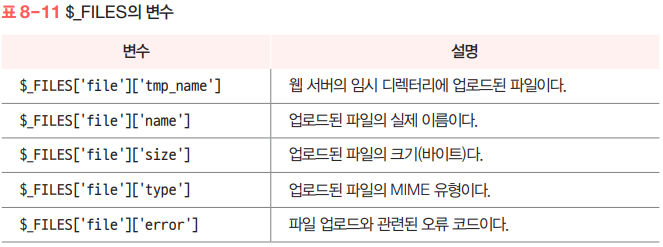 표 8-11 $_FILES의 변수
변수 설명
$_FILES['file']['tmp_name'] 웹 서버의 임시 디렉터리에 업로드된 파일이다.
$_FILES['file']['name'] 업로드된 파일의 실제 이름이다.
$_FILES['file']['size'] 업로드된 파일의 크기(바이트)다.
$_FILES['file']['type'] 업로드된 파일의 MIME 유형이다.
$_FILES['file']['error'] 파일 업로드와 관련된 오류 코드이다.